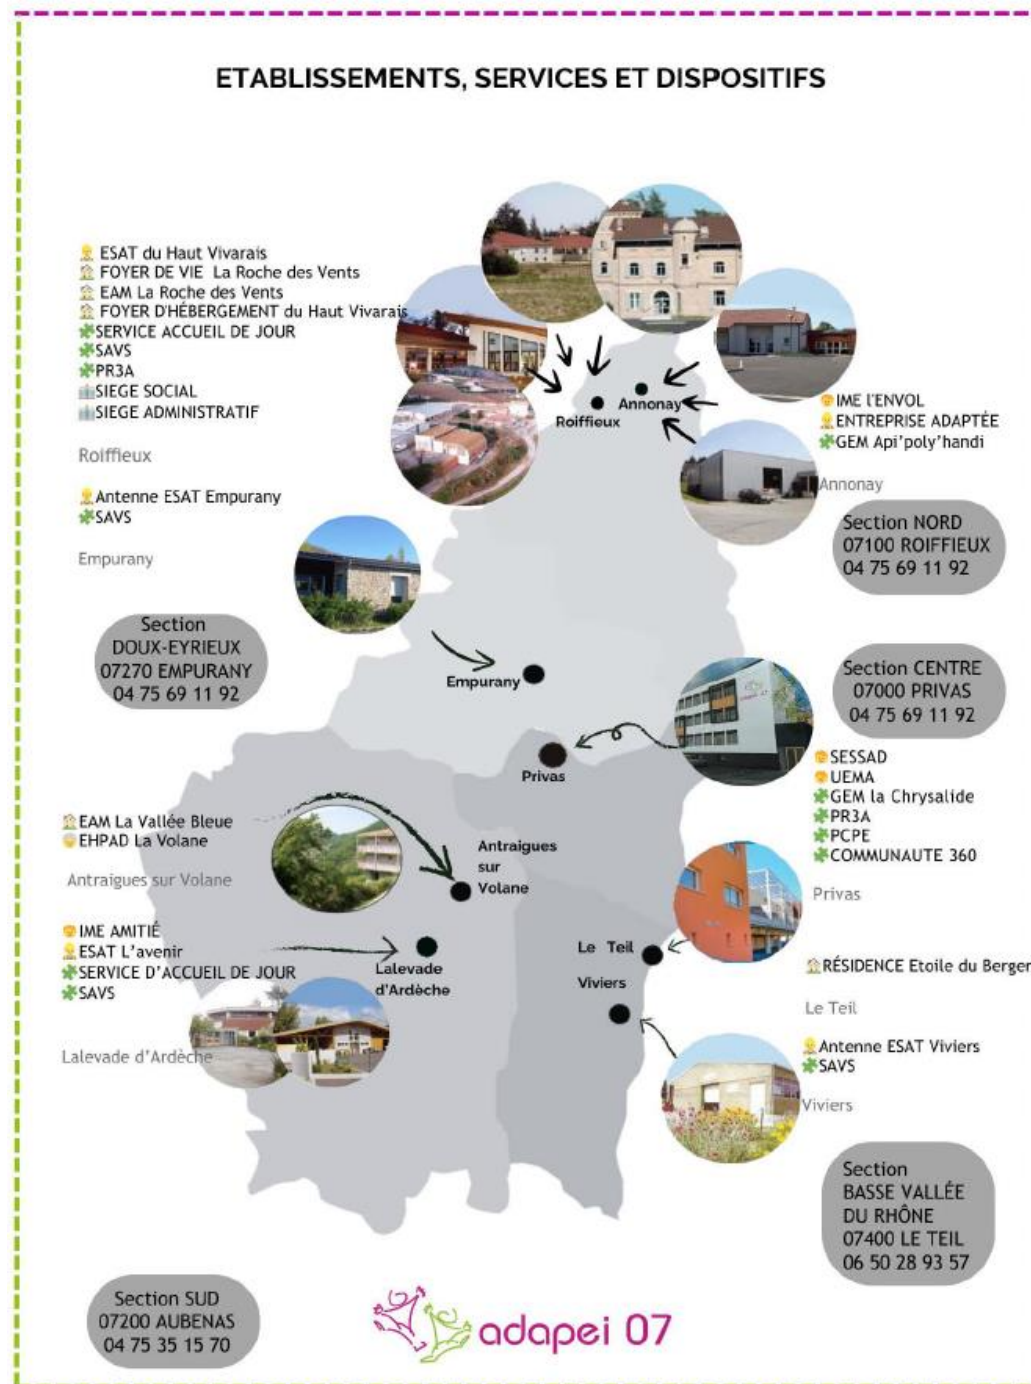 ETABLISSEMENTS, SERVICES ET DISPOSITIFS
ESAT du Haut Vivarais
FOYER DE VIE La Roche des Vents
EAM La Roche des Vents
FOYER D'HÉBERGEMENT du Haut Vivarais
SERVICE ACCUEIL DE JOUR
SAVS
PR3A
SIEGE SOCIAL
SIEGE ADMINISTRATIF
Roiffieux
Antenne ESAT Empurany
SAVS
Empurany
Section
DOUX-EYRIEUX
07270 EMPURANY
04 75 69 11 92
Roiffieux
Annonay
IME l'ENVOL
ENTREPRISE ADAPTÉE
GEM Api'poly'handi
Annonay
Section NORD
07100 ROIFFIEUX
04 75 69 11 92
Empurany
Section CENTRE
07000 PRIVAS
04 75 69 11 92
Privas
SESSAD
UEMA
GEM la Chrysalide
PR3A
PCPE
COMMUNAUTE 360
Privas
EAM La Vallée Bleue
EHPAD La Volane
Antraigues sur Volane
Antraigues
sur
Volane
IME AMITIÉ
ESAT L'avenir
SERVICE D'ACCUEIL DE JOUR
SAVS
Lalevade d'Ardèche
Lalevade
d'Ardèche
Le Teil
Viviers
RÉSIDENCE Etoile du Berger
Le Teil
Antenne ESAT Viviers
SAVS
Viviers
Section
BASSE VALLÉE
DU RHÔNE
07400 LE TEIL
06 50 28 93 57
Section SUD
07200 AUBENAS
04 75 35 15 70
adapei 07